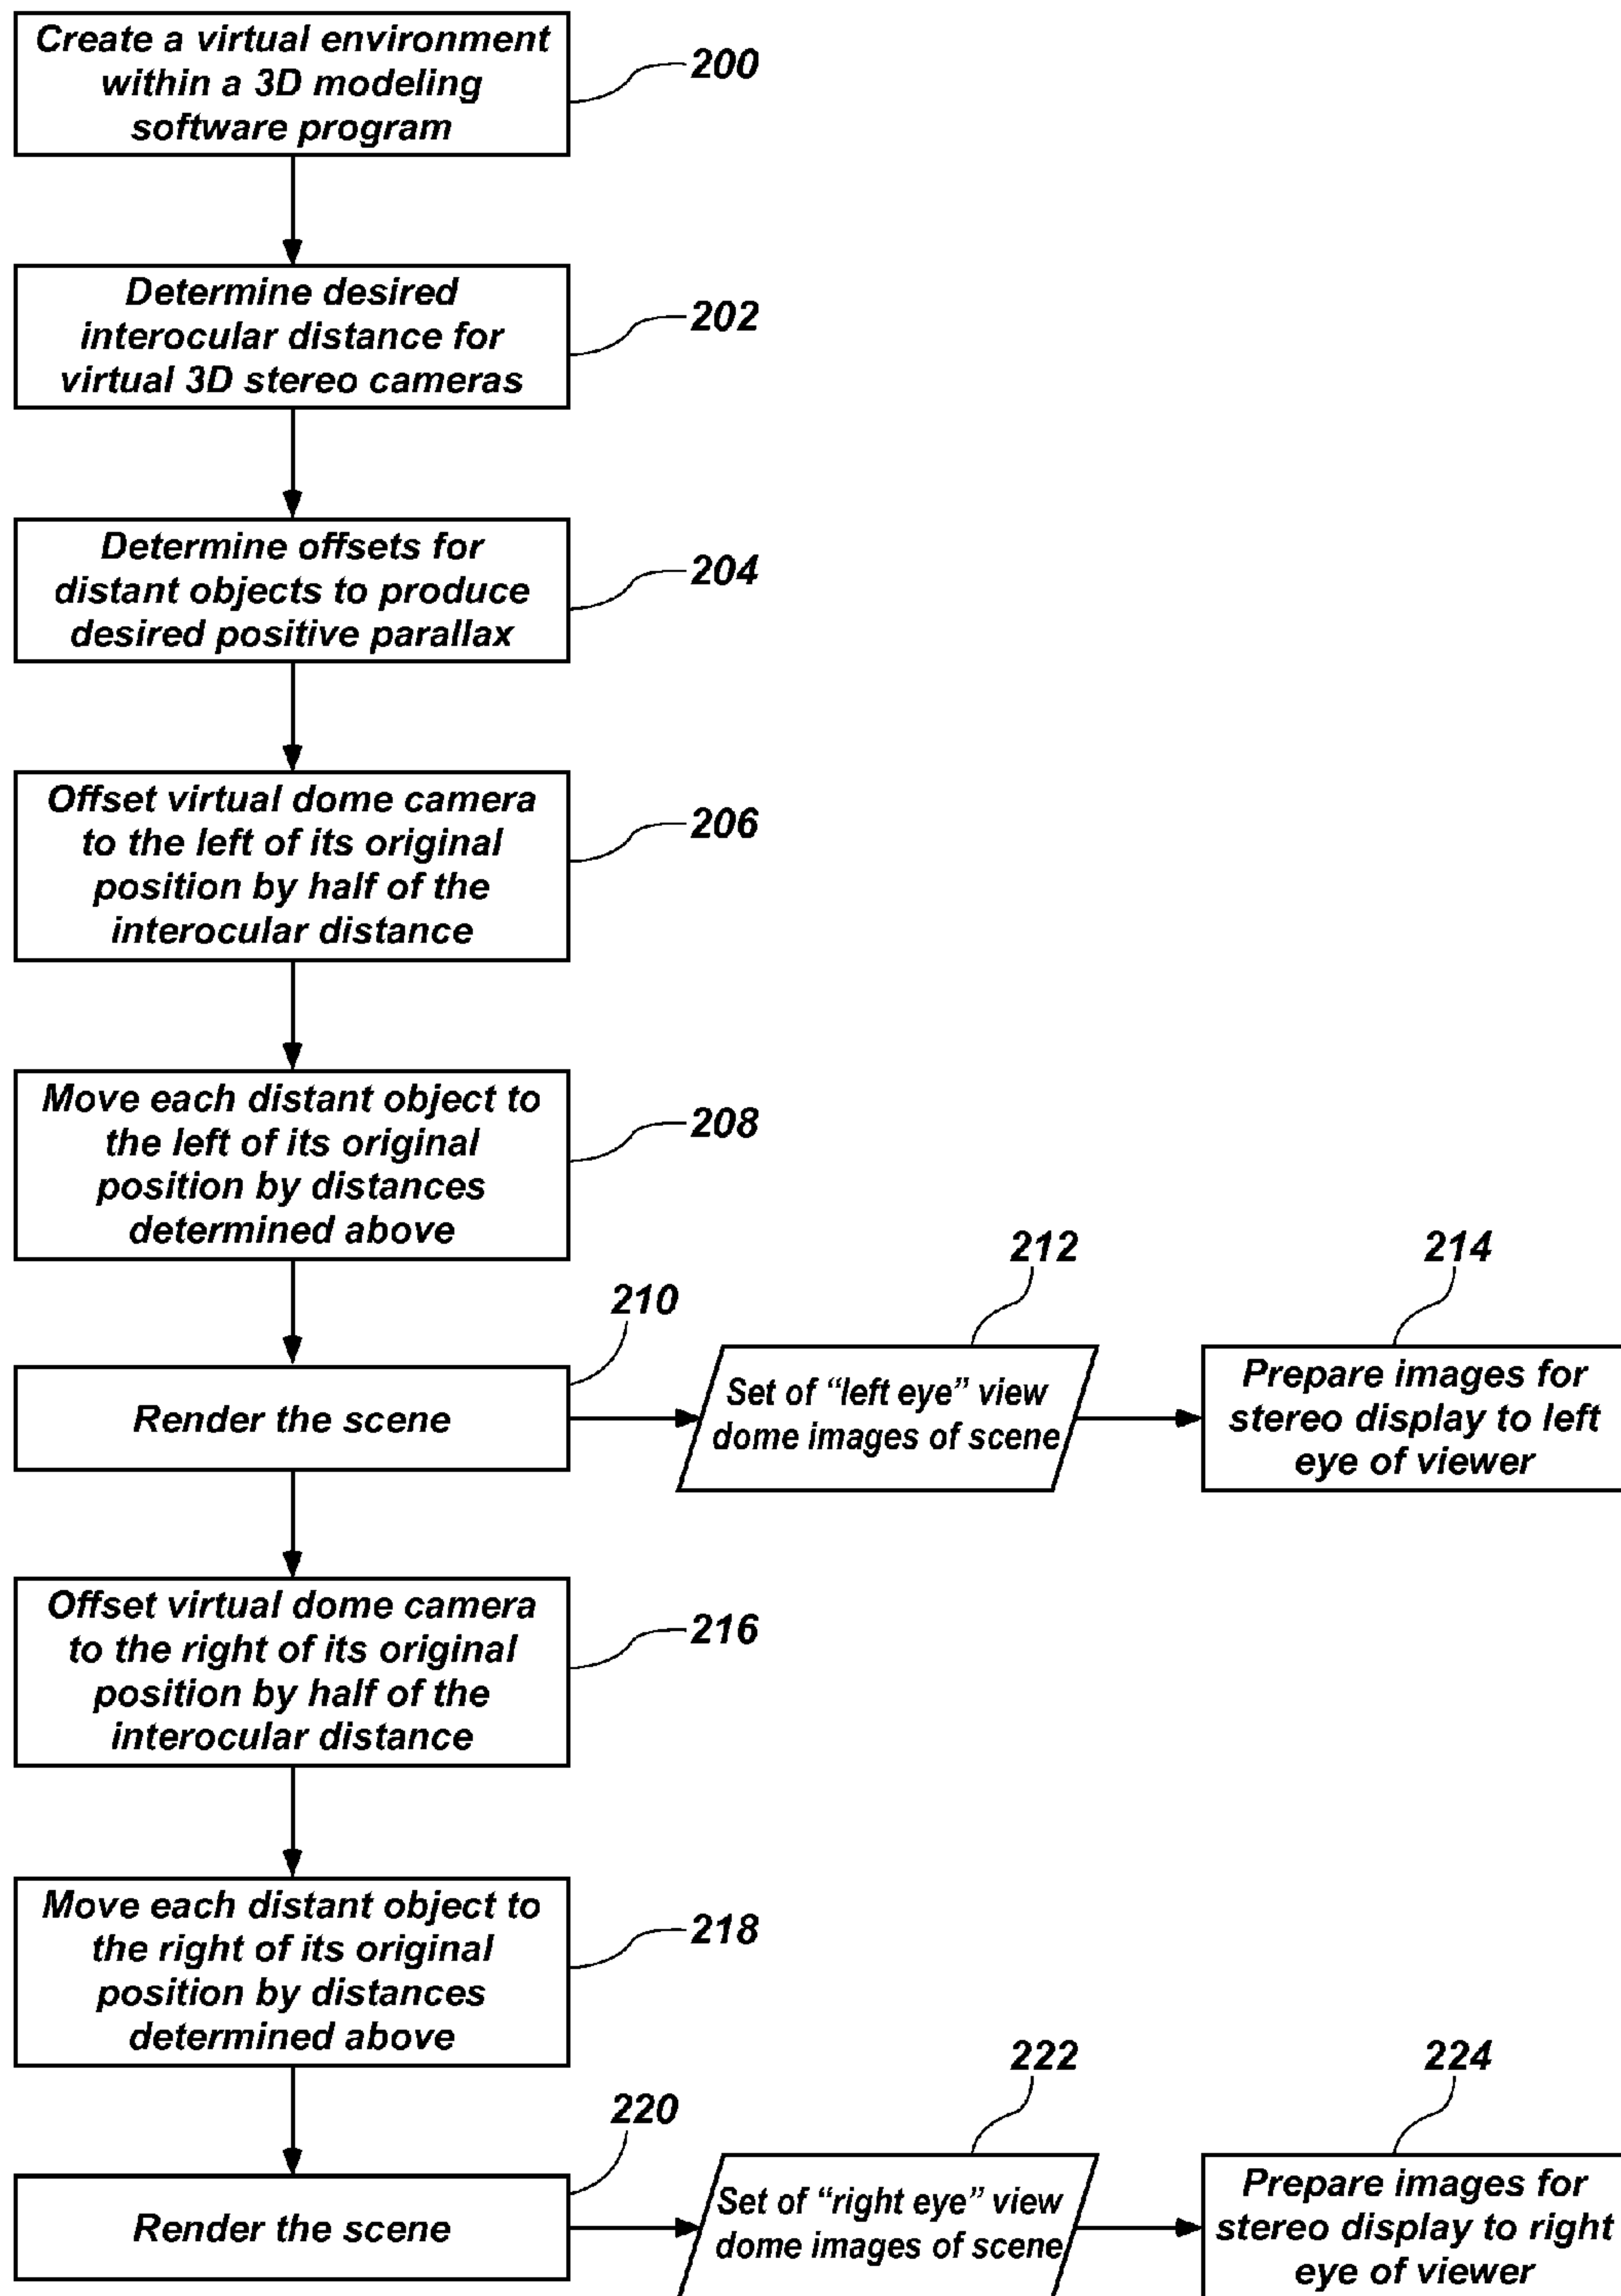 Create a virtual environment
within a 3D modeling
software program
200
Determine desired
interocular distance for
virtual 3D stereo cameras
202
Determine offsets for
distant objects to produce
desired positive parallax
204
Offset virtual dome camera
to the left of its original
position by half of the
interocular distance
206
Move each distant object to
the left of its original
position by distances
determined above
208
Render the scene
210
Set of “left eye” view
dome images of scene
212
Prepare images for
stereo display to left
eye of viewer
214
Offset virtual dome camera
to the right of its original
position by half of the
interocular distance
216
Move each distant object to
the right of its original
position by distances
determined above
218
Render the scene
220
Set of “right eye” view
dome images of scene
222
Prepare images for
stereo display to right
eye of viewer
224